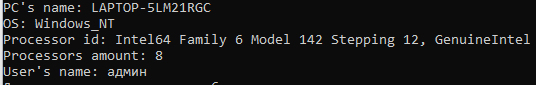 PC's name: LAPTOP-5LM21RGC
OS: Windows_NT
Processor id: Intel64 Family 6 Model 142 Stepping 12, GenuineIntel
Processors amount: 8
User's name: админ